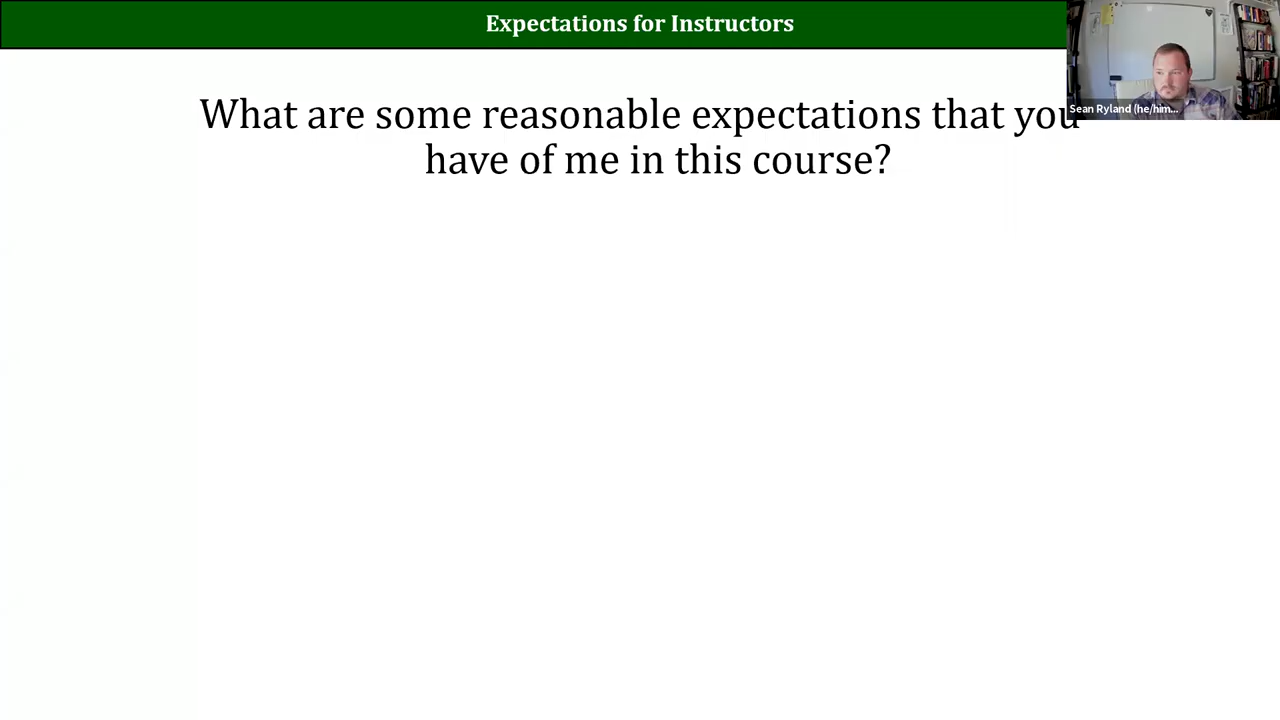 Expectations for Instructors
What are some reasonable expectations that you
have of me in this course?
Sean Ryland (he/him...